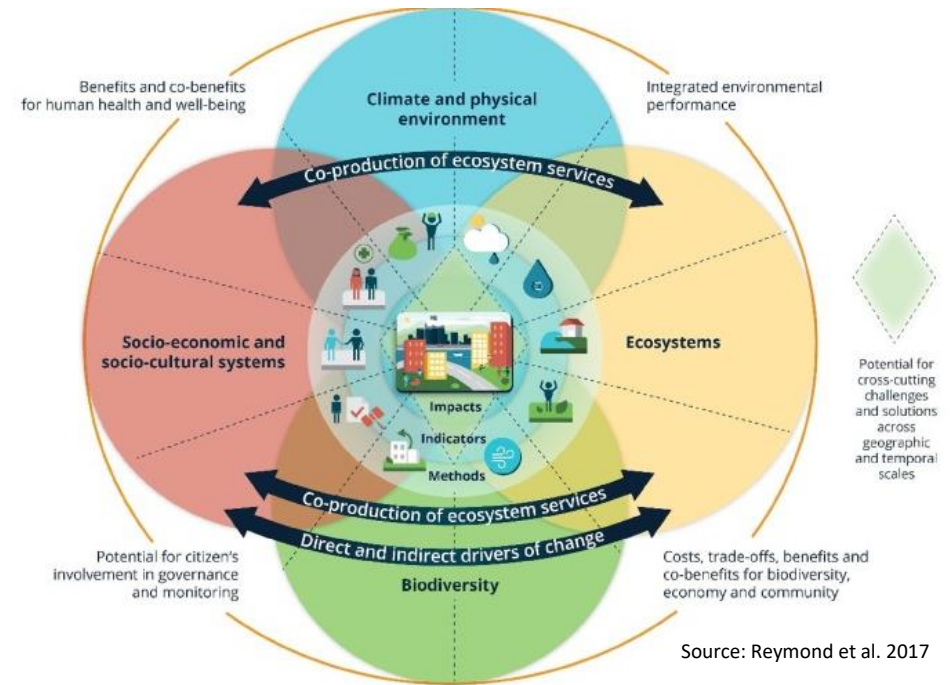 Benefits and co-benefits
for human health and well-being
Climate and physical
environment
Integrated environmental
performance
Co-production of ecosystem services
Socio-economic and
socio-cultural systems
Ecosystems
Impacts
Indicators
Methods
Potential for
cross-cutting
challenges
and solutions
across
geographic
and temporal
scales
Co-production of ecosystem services
Direct and indirect drivers of change
Biodiversity
Potential for citizen's
involvement in governance
and monitoring
Costs, trade-offs, benefits and
co-benefits for biodiversity,
economy and community
Source: Reymond et al. 2017